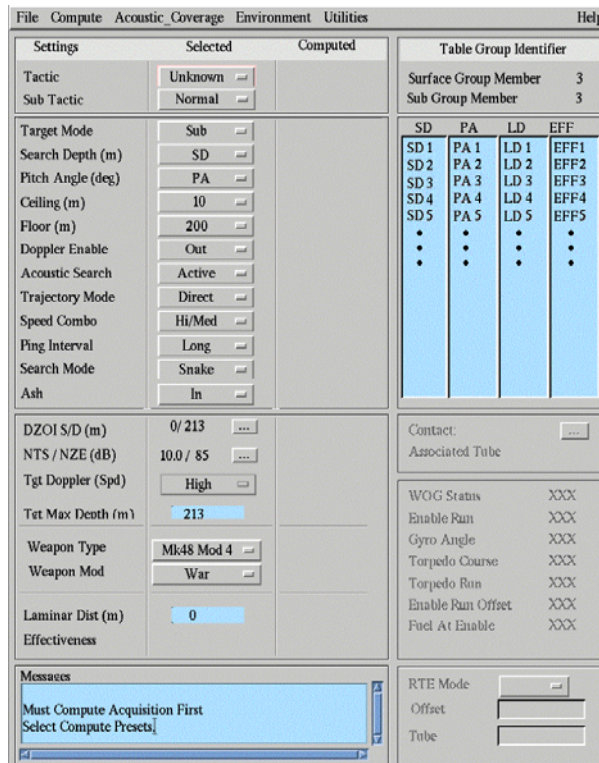 File Compute Acoustic_Coverage Environment Utilities Help
Settings Selected Computed
Tactic Unknown
Sub Tactic Normal
Target Mode Sub
Search Depth (m) SD
Pitch Angle (deg) PA
Ceiling (m) 10
Floor (m) 200
Doppler Enable Out
Acoustic Search Active
Trajectory Mode Direct
Speed Combo Hi/Med
Ping Interval Long
Search Mode Snake
Ash In
DZOI S/D (m) 0/ 213 ...
NTS / NZE (dB) 10.0 / 85 ...
Tgt Doppler (Spd) High
Tgt Max Depth (m) 213
Weapon Type Mk48 Mod 4
Weapon Mod War
Laminar Dist (m) 0
Effectiveness
Messages
Must Compute Acquisition First
Select Compute Presets
Table Group Identifier
Surface Group Member 3
Sub Group Member 3
SD PA LD EFF
SD 1 PA 1 LD 1 EFF1
SD 2 PA 2 LD 2 EFF2
SD 3 PA 3 LD 3 EFF3
SD 4 PA 4 LD 4 EFF4
SD 5 PA 5 LD 5 EFF5
Contact: ...
Associated Tube
WOG Status XXX
Enable Run XXX
Gyro Angle XXX
Torpedo Course XXX
Torpedo Run XXX
Enable Run Offset XXX
Fuel At Enable XXX
RTE Mode
Offset
Tube